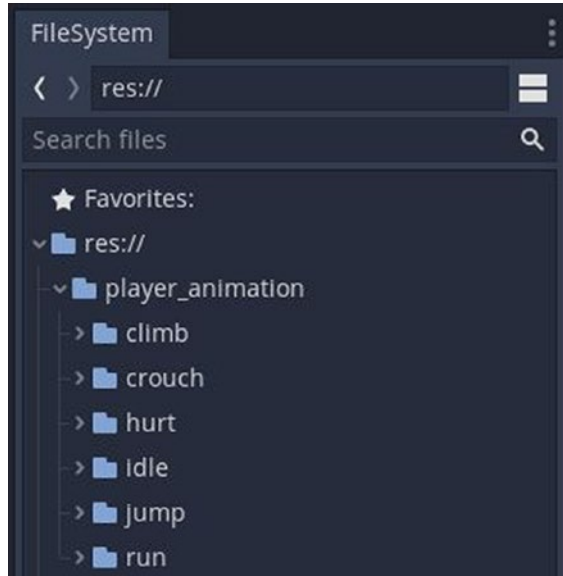 FileSystem
res://
Search files
Favorites:
res://
player_animation
climb
crouch
hurt
idle
jump
run